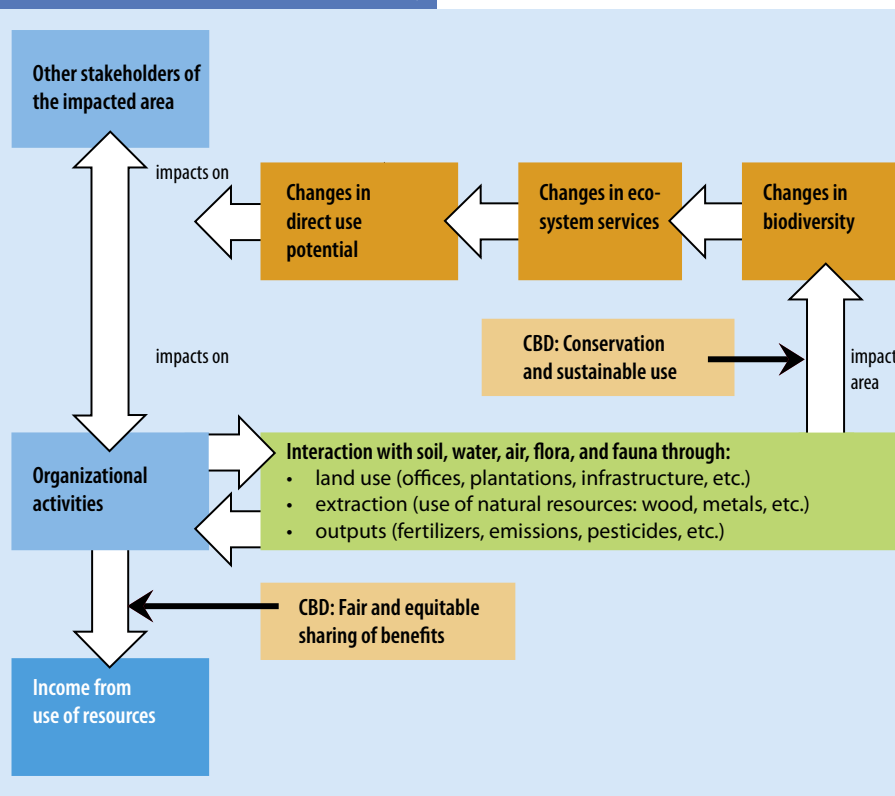 Other stakeholders of
the impacted area
impacts on
Changes in
direct use
potential
Changes in eco-
system services
Changes in
biodiversity
impacts on
CBD: Conservation
and sustainable use
impact
area
Organizational
activities
Interaction with soil, water, air, flora, and fauna through:
• land use (offices, plantations, infrastructure, etc.)
• extraction (use of natural resources: wood, metals, etc.)
• outputs (fertilizers, emissions, pesticides, etc.)
CBD: Fair and equitable
sharing of benefits
Income from
use of resources